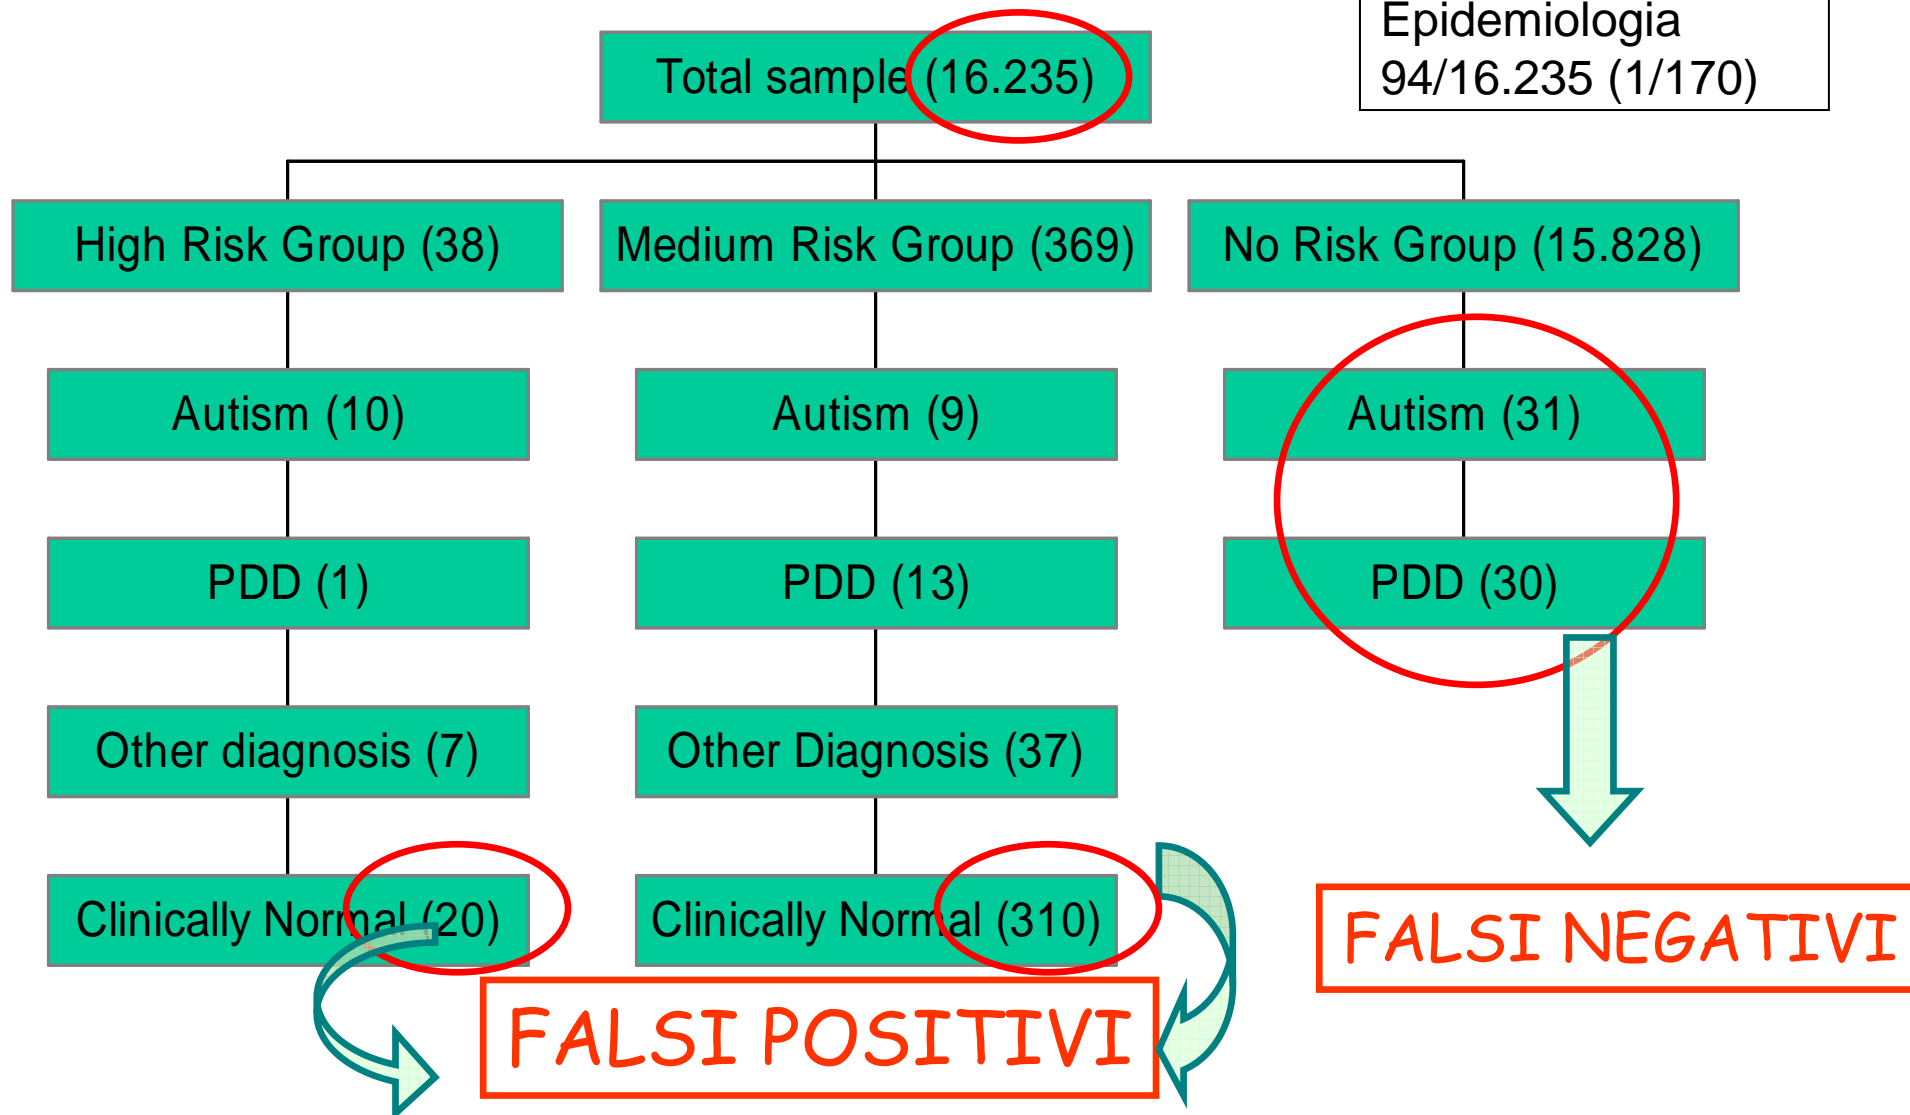 Epidemiologia
94/16.235 (1/170)
Total sample (16.235)
High Risk Group (38)
Medium Risk Group (369)
No Risk Group (15.828)
Autism (10)
Autism (9)
Autism (31)
PDD (1)
PDD (13)
PDD (30)
Other diagnosis (7)
Other Diagnosis (37)
Clinically Normal (20)
Clinically Normal (310)
FALSI NEGATIVI
FALSI POSITIVI